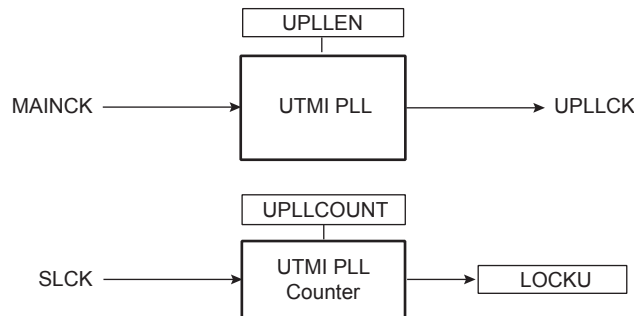 UPLLEN
MAINCK
UTMI PLL
UPLLCK
UPLLCOUNT
SLCK
UTMI PLL
Counter
LOCKU